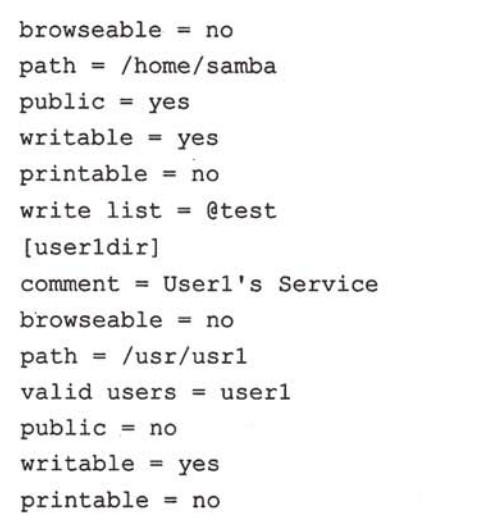 browseable = no
path = /home/samba
public = yes
writable = yes
printable = no
write list = @test
[user1dir]
comment = User1's Service
browseable = no
path = /usr/usr1
valid users = user1
public = no
writable = yes
printable = no